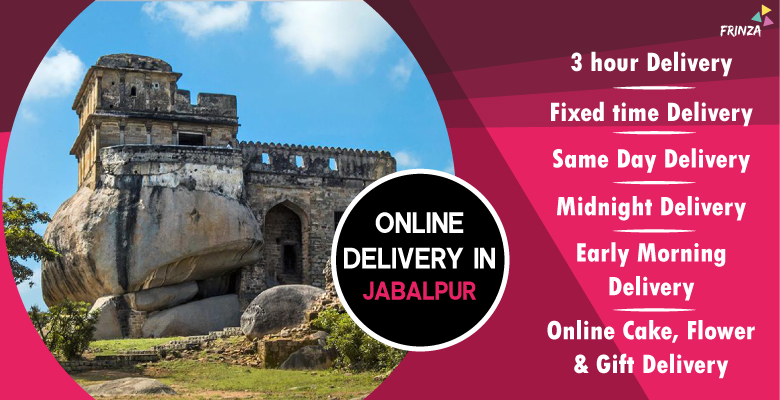 FRINZA
3 hour Delivery
Fixed time Delivery
Same Day Delivery
Midnight Delivery
Early Morning
Delivery
Online Cake, Flower
& Gift Delivery
ONLINE
DELIVERY IN
JABALPUR